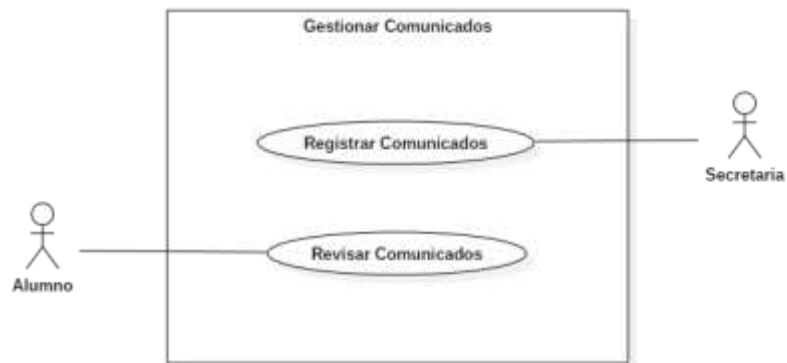 Gestionar Comunicados
Registrar Comunicados
Secretaria
Revisar Comunicados
Alumno